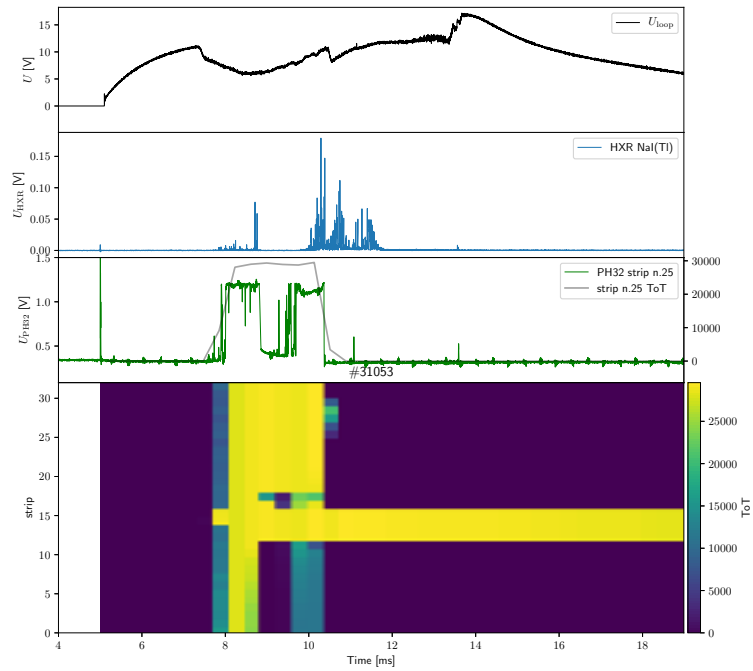 15
10
5
0
U [V]
U_loop
0.15
0.10
0.05
0.00
U_HXR [V]
HXR NaI(Tl)
1.5
1.0
0.5
U_PH32 [V]
PH32 strip n.25
strip n.25 ToT
30000
20000
10000
0
#31053
30
25
20
15
10
5
0
strip
25000
20000
15000
10000
5000
0
ToT
4 6 8 10 12 14 16 18
Time [ms]